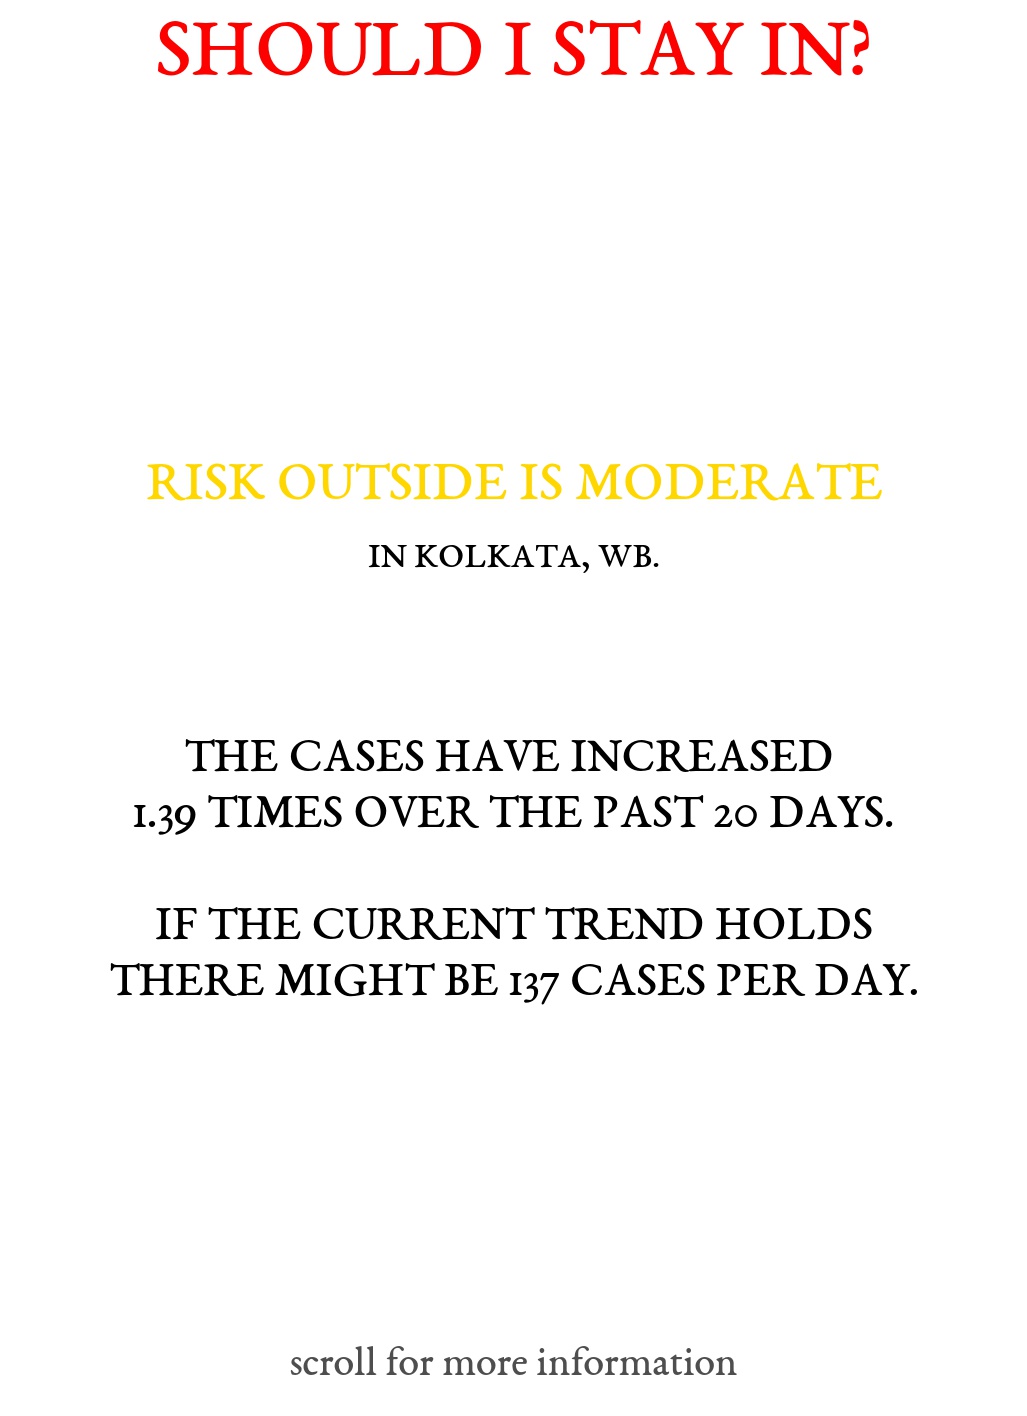 SHOULD I STAY IN?
RISK OUTSIDE IS MODERATE
IN KOLKATA, WB.
THE CASES HAVE INCREASED
1.39 TIMES OVER THE PAST 20 DAYS.
IF THE CURRENT TREND HOLDS
THERE MIGHT BE 137 CASES PER DAY.
scroll for more information